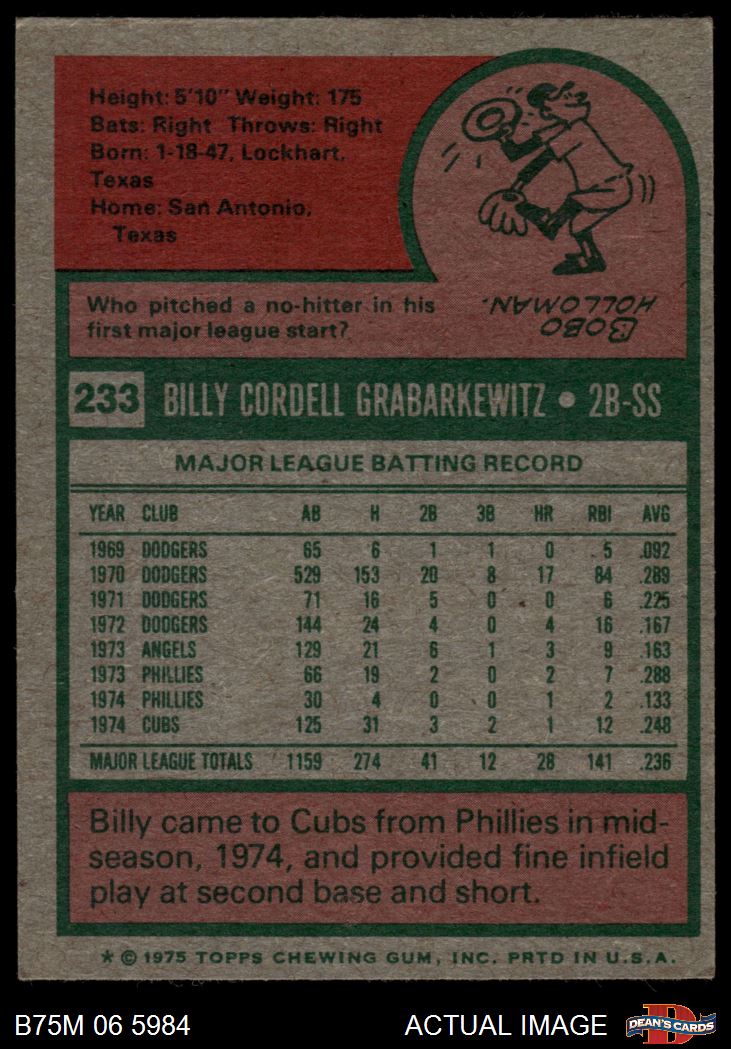 Height: 5'10" Weight: 175
Bats: Right Throws: Right
Born: 1-18-47, Lockhart,
Texas
Home: San Antonio,
Texas
Who pitched a no-hitter in his
first major league start?
BOBO
HOLLOMAN.
233 BILLY CORDELL GRABARKEWITZ • 2B-SS
MAJOR LEAGUE BATTING RECORD
YEAR CLUB AB H 2B 3B HR RBI AVG
1969 DODGERS 65 6 1 1 0 5 .092
1970 DODGERS 529 153 20 8 17 84 .289
1971 DODGERS 71 16 5 0 0 6 .225
1972 DODGERS 144 24 4 0 4 16 .167
1973 ANGELS 129 21 6 1 3 9 .163
1973 PHILLIES 66 19 2 0 2 7 .288
1974 PHILLIES 30 4 0 0 1 2 .133
1974 CUBS 125 31 3 2 1 12 .248
MAJOR LEAGUE TOTALS 1159 274 41 12 28 141 .236
Billy came to Cubs from Phillies in mid-
season, 1974, and provided fine infield
play at second base and short.
* © 1975 TOPPS CHEWING GUM, INC. PRTD IN U.S.A.
B75M 06 5984 ACTUAL IMAGE DEAN'S CARDS